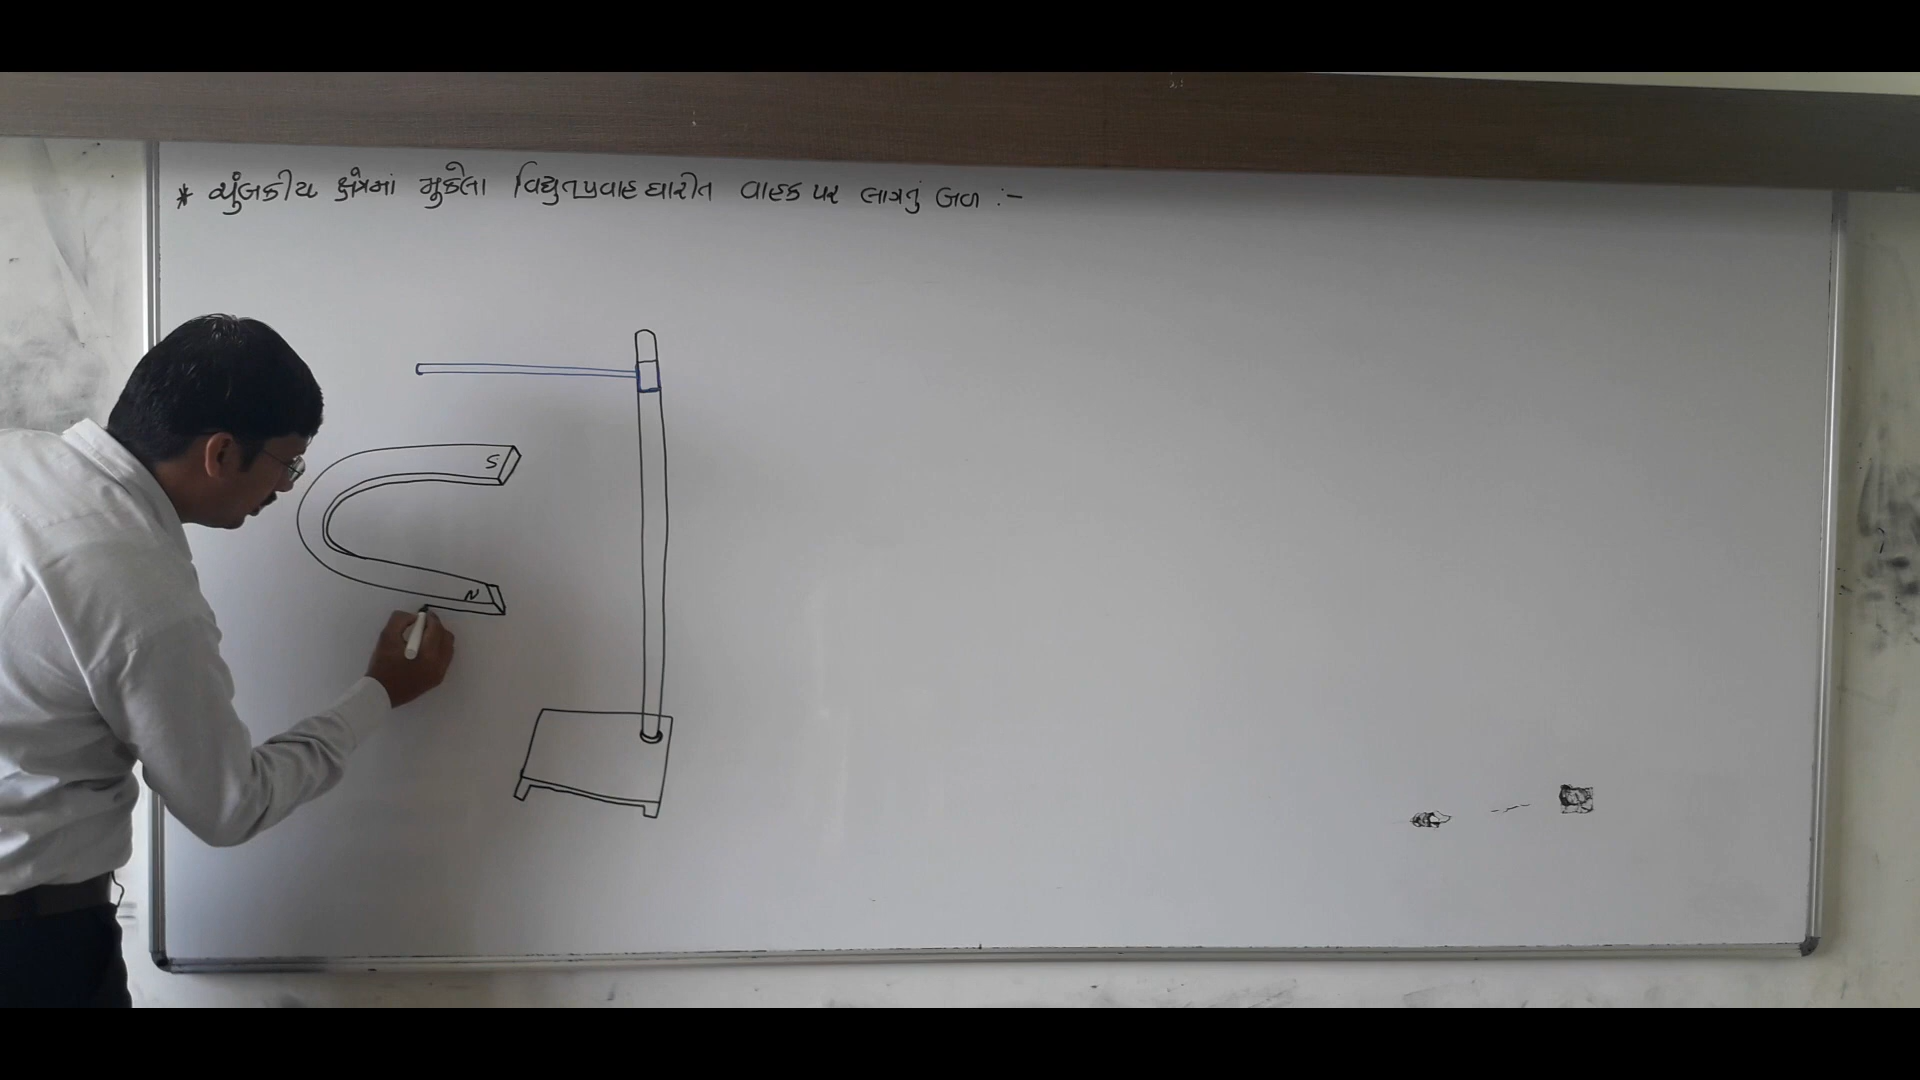 * ચુંબકીય ક્ષેત્રમાં મુકેલા વિદ્યુતપ્રવાહ ધારીત વાહક પર લાગતું બળ :-
S
N